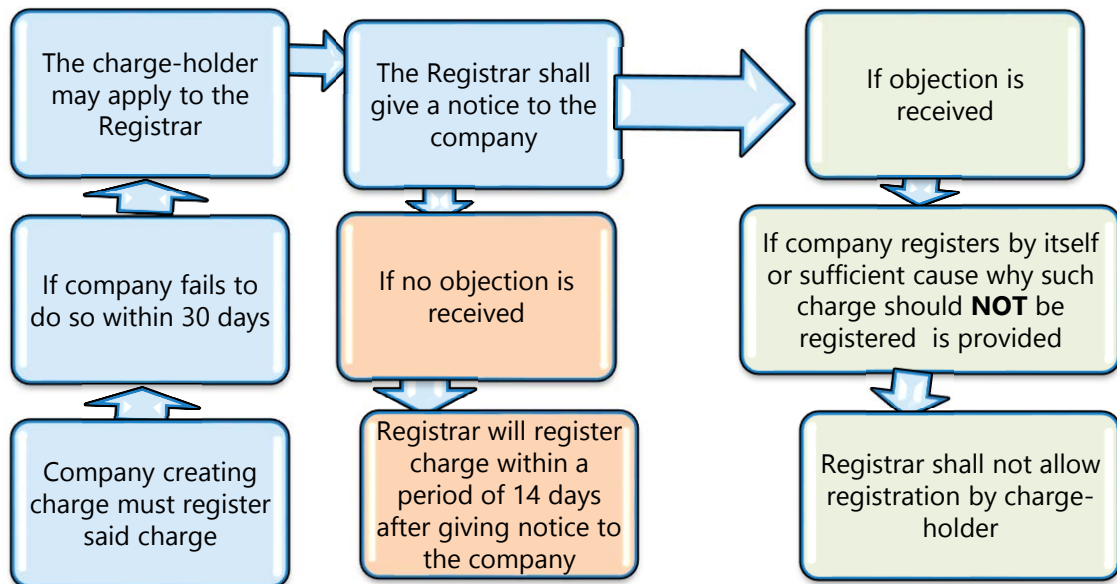 Company creating
charge must register
said charge
If company fails to
do so within 30 days
The charge-holder
may apply to the
Registrar
The Registrar shall
give a notice to the
company
If no objection is
received
Registrar will register
charge within a
period of 14 days
after giving notice to
the company
If objection is
received
If company registers by itself
or sufficient cause why such
charge should NOT be
registered is provided
Registrar shall not allow
registration by charge-
holder